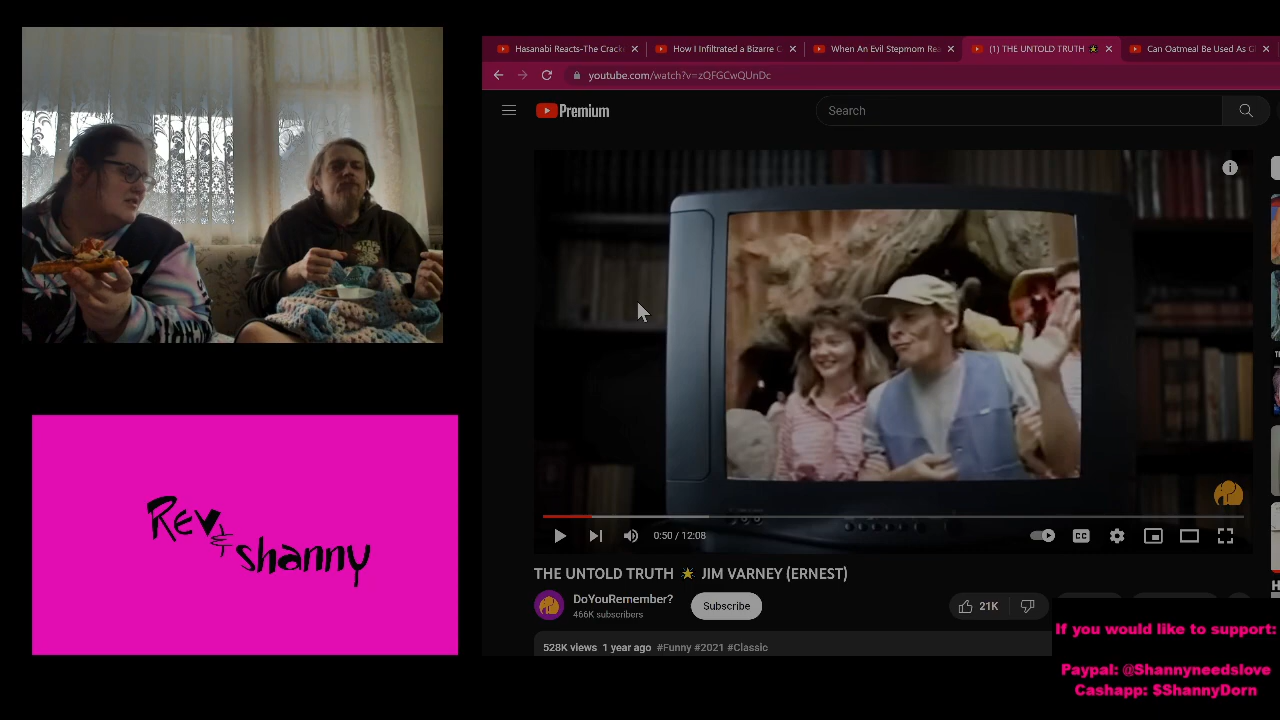 Hasanabi Reacts-The Crack
How I Infiltrated a Bizarre C
When An Evil Stepmom Rea
(1) THE UNTOLD TRUTH
Can Oatmeal Be Used As G
youtube.com/watch?v=zQFGCwQUnDc
Premium
Search
Rev
&
shanny
0:50 / 12:08
CC
THE UNTOLD TRUTH 🌟 JIM VARNEY (ERNEST)
DoYouRemember?
466K subscribers
Subscribe
21K
528K views 1 year ago #Funny #2021 #Classic
If you would like to support:
Paypal: @Shannyneedslove
Cashapp: $ShannyDorn